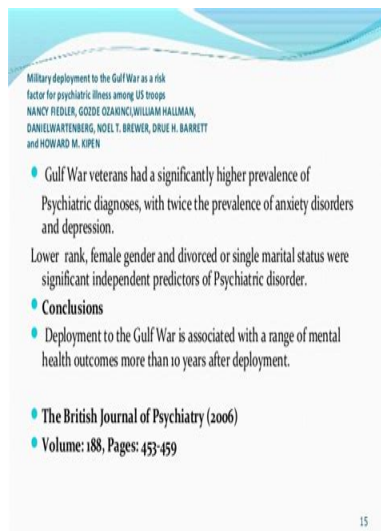 Military deployment to the Gulf War as a risk
factor for psychiatric illness among US troops
NANCY FIEDLER, GOZDE OZAKINCI,WILLIAM HALLMAN,
DANIELWARTENBERG, NOEL T. BREWER, DRUE H. BARRETT
and HOWARD M. KIPEN
Gulf War veterans had a significantly higher prevalence of
Psychiatric diagnoses, with twice the prevalence of anxiety disorders
and depression.
Lower rank, female gender and divorced or single marital status were
significant independent predictors of Psychiatric disorder.
Conclusions
Deployment to the Gulf War is associated with a range of mental
health outcomes more than 10 years after deployment.
The British Journal of Psychiatry (2006)
Volume: 188, Pages: 453-459
15